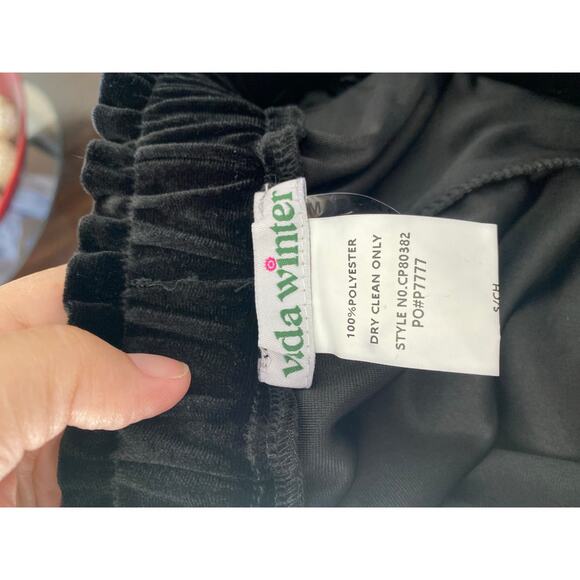 vida winter
100%POLYESTER
DRY CLEAN ONLY
STYLE NO.CP80382
PO#P7777
S/CH
M